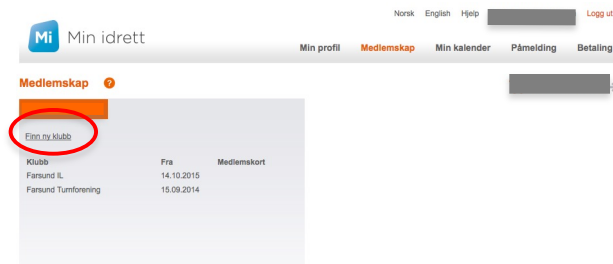 Norsk English Hjelp Logg ut
Mi Min idrett
Min profil Medlemskap Min kalender Påmelding Betaling
Medlemskap ?
Finn ny klubb
Klubb Fra Medlemskort
Farsund IL 14.10.2015
Farsund Turnforening 15.09.2014